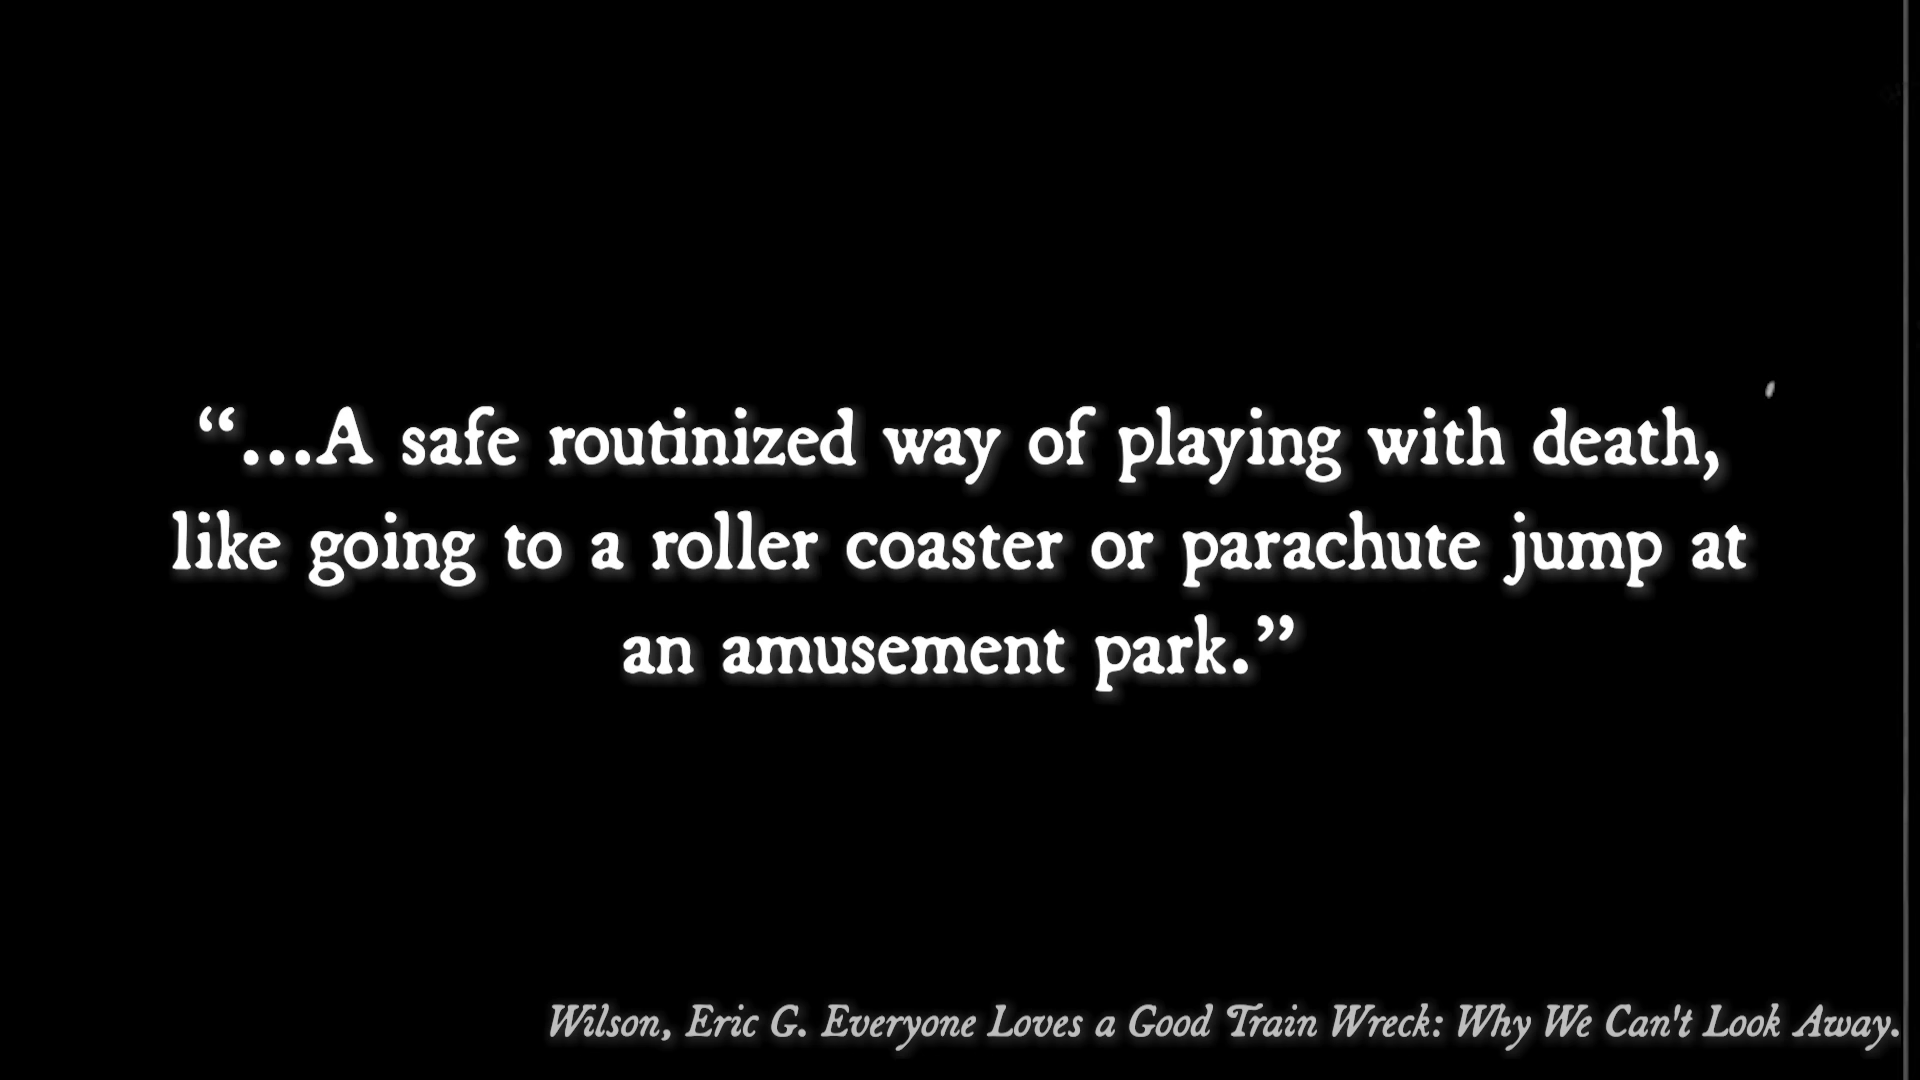 “...A safe routinized way of playing with death,
like going to a roller coaster or parachute jump at
an amusement park.”
Wilson, Eric G. Everyone Loves a Good Train Wreck: Why We Can't Look Away.